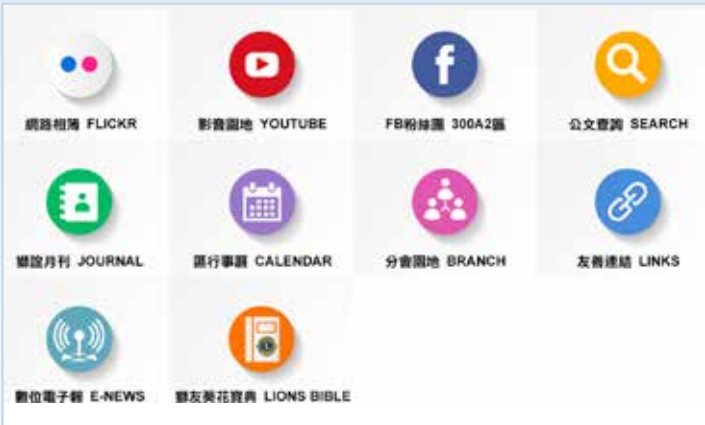 網路相簿 FLICKR
影音園地 YOUTUBE
FB粉絲團 300A2區
公文查詢 SEARCH
獅誼月刊 JOURNAL
區行事曆 CALENDAR
分會園地 BRANCH
友善連結 LINKS
數位電子報 E-NEWS
獅友葵花寶典 LIONS BIBLE